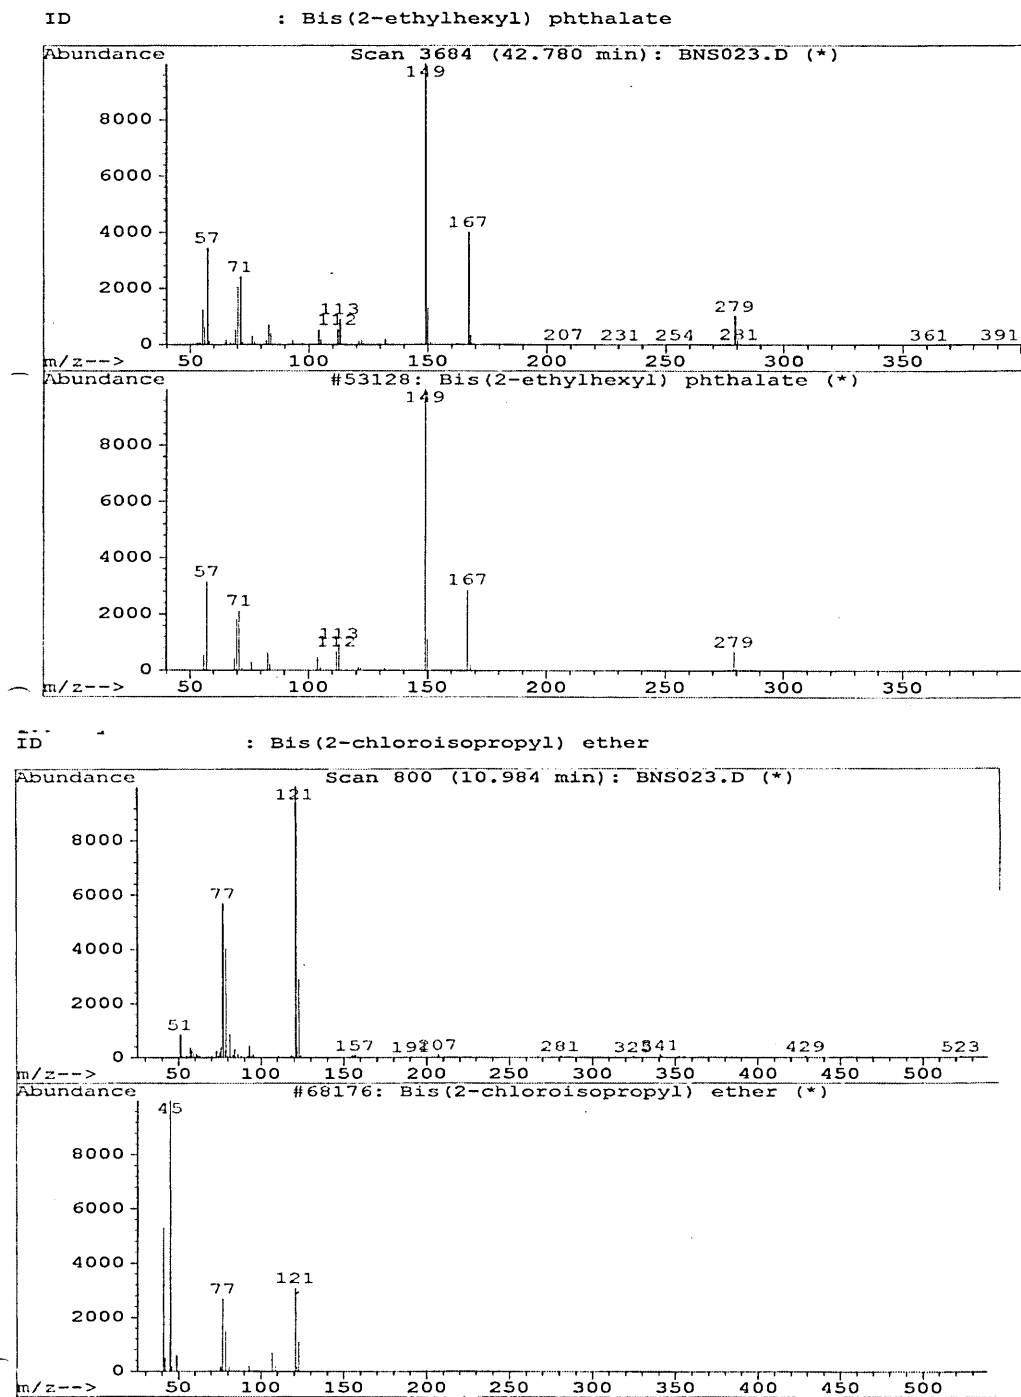 ID : Bis(2-ethylhexyl) phthalate
Abundance Scan 3684 (42.780 min): BNS023.D (*)
149
8000
6000
4000 167
57
71
2000 279
113
112
207 231 254 281 361 391
0
m/z--> 50 100 150 200 250 300 350
Abundance #53128: Bis(2-ethylhexyl) phthalate (*)
149
8000
6000
4000
57 167
71
2000
113
112 279
0
m/z--> 50 100 150 200 250 300 350
ID : Bis(2-chloroisopropyl) ether
Abundance Scan 800 (10.984 min): BNS023.D (*)
121
8000
77
6000
4000
2000
51
157 207 281 341 429 523
0
m/z--> 50 100 150 200 250 300 350 400 450 500
Abundance #68176: Bis(2-chloroisopropyl) ether (*)
45
8000
6000
4000
77 121
2000
0
m/z--> 50 100 150 200 250 300 350 400 450 500